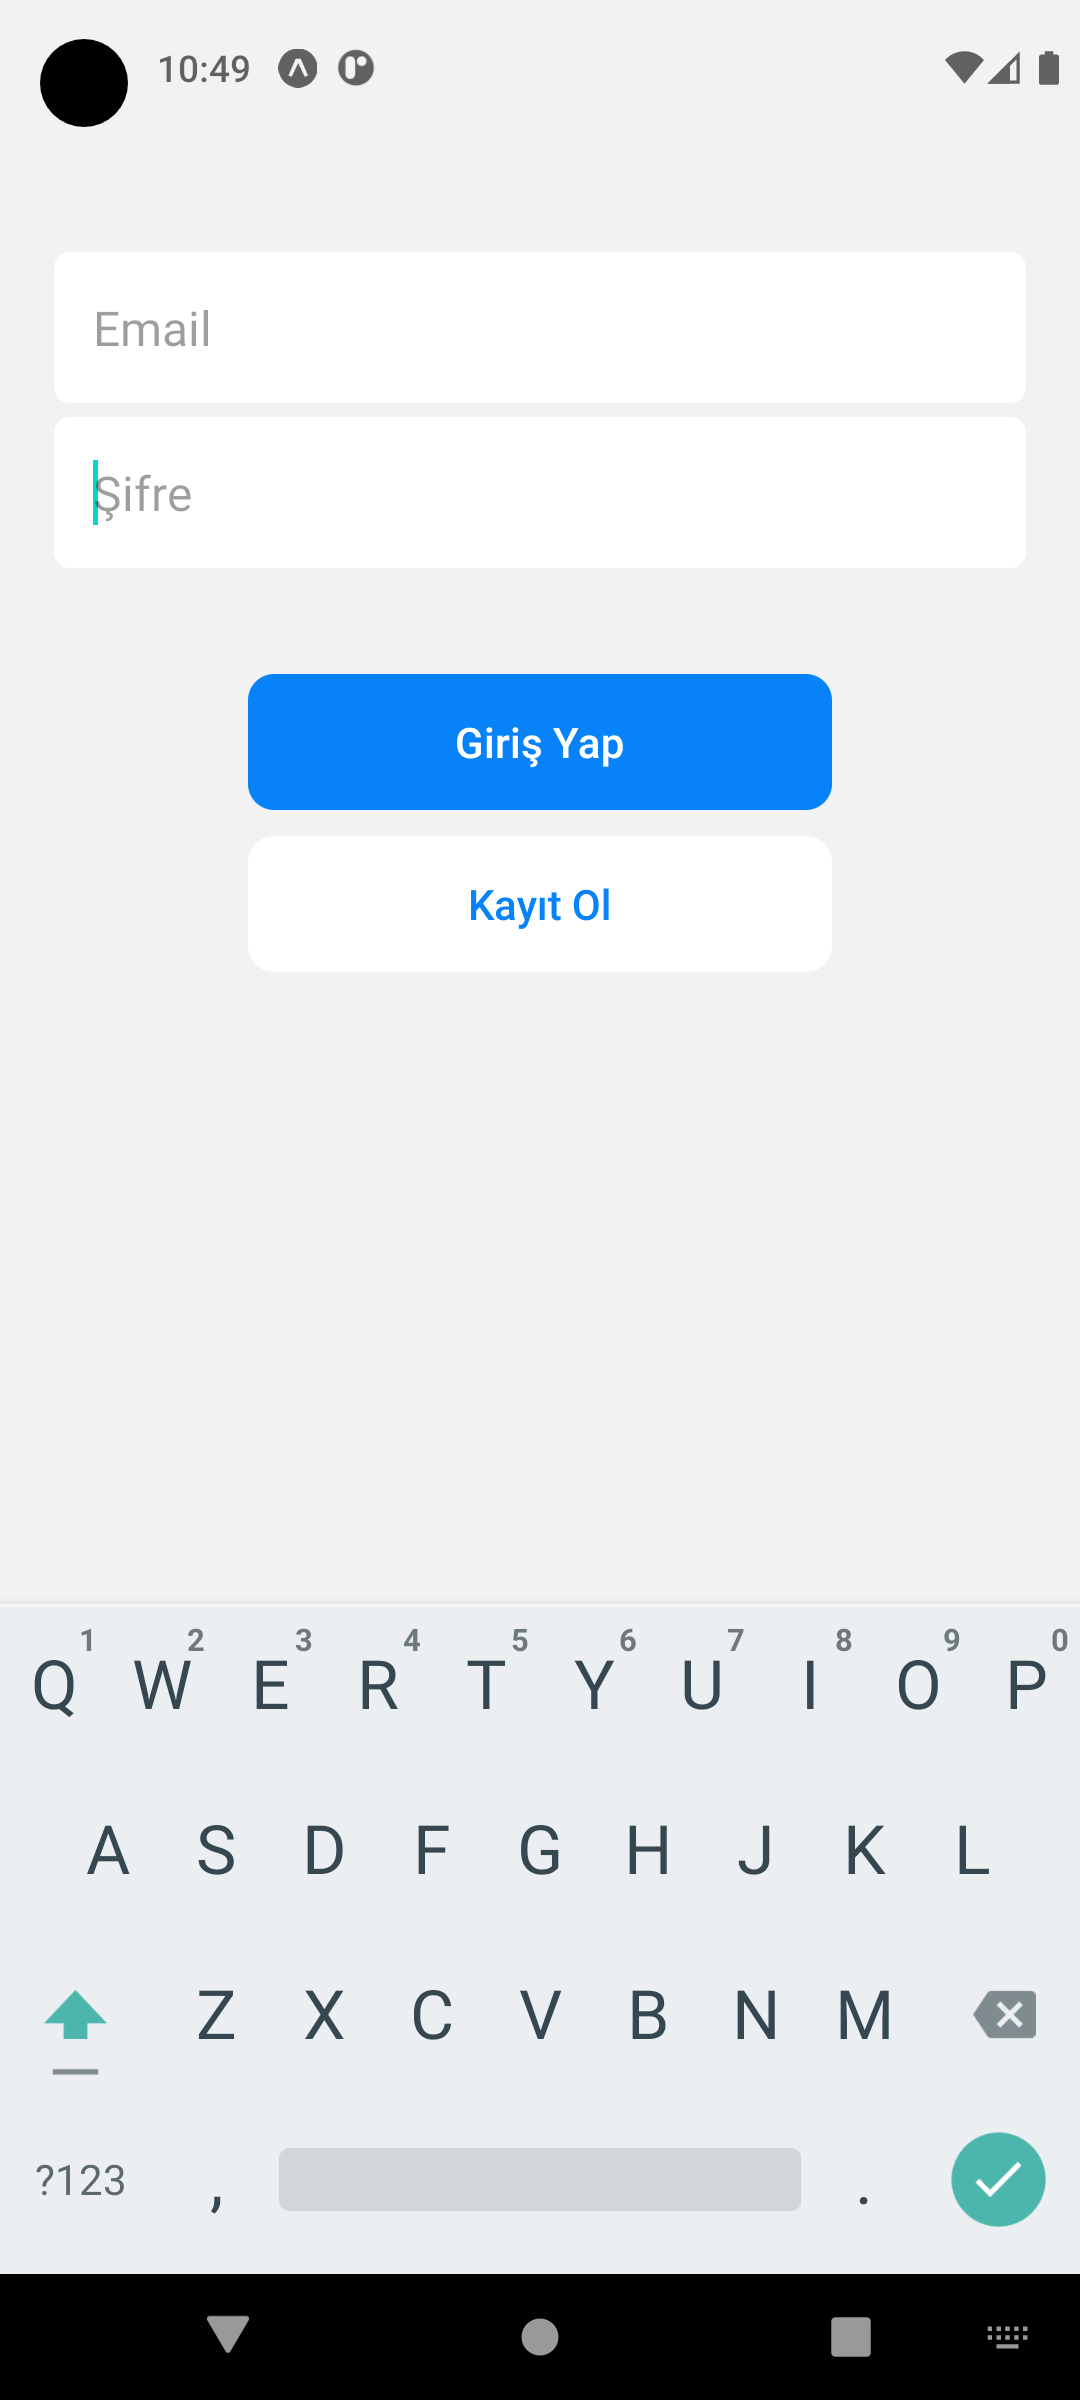 10:49
Email
Şifre
Giriş Yap
Kayıt Ol
1 2 3 4 5 6 7 8 9 0
Q W E R T Y U I O P
A S D F G H J K L
Z X C V B N M
?123 , .